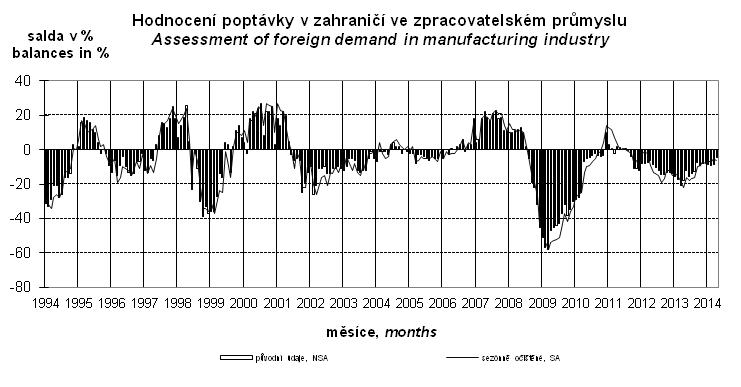 Hodnocení poptávky v zahraničí ve zpracovatelském průmyslu
Assessment of foreign demand in manufacturing industry
salda v %
balances in %
40
20
0
-20
-40
-60
-80
1994 1995 1996 1997 1998 1999 2000 2001 2002 2003 2004 2005 2006 2007 2008 2009 2010 2011 2012 2013 2014
měsíce, months
původní údaje, NSA
sezónně očištěné, SA